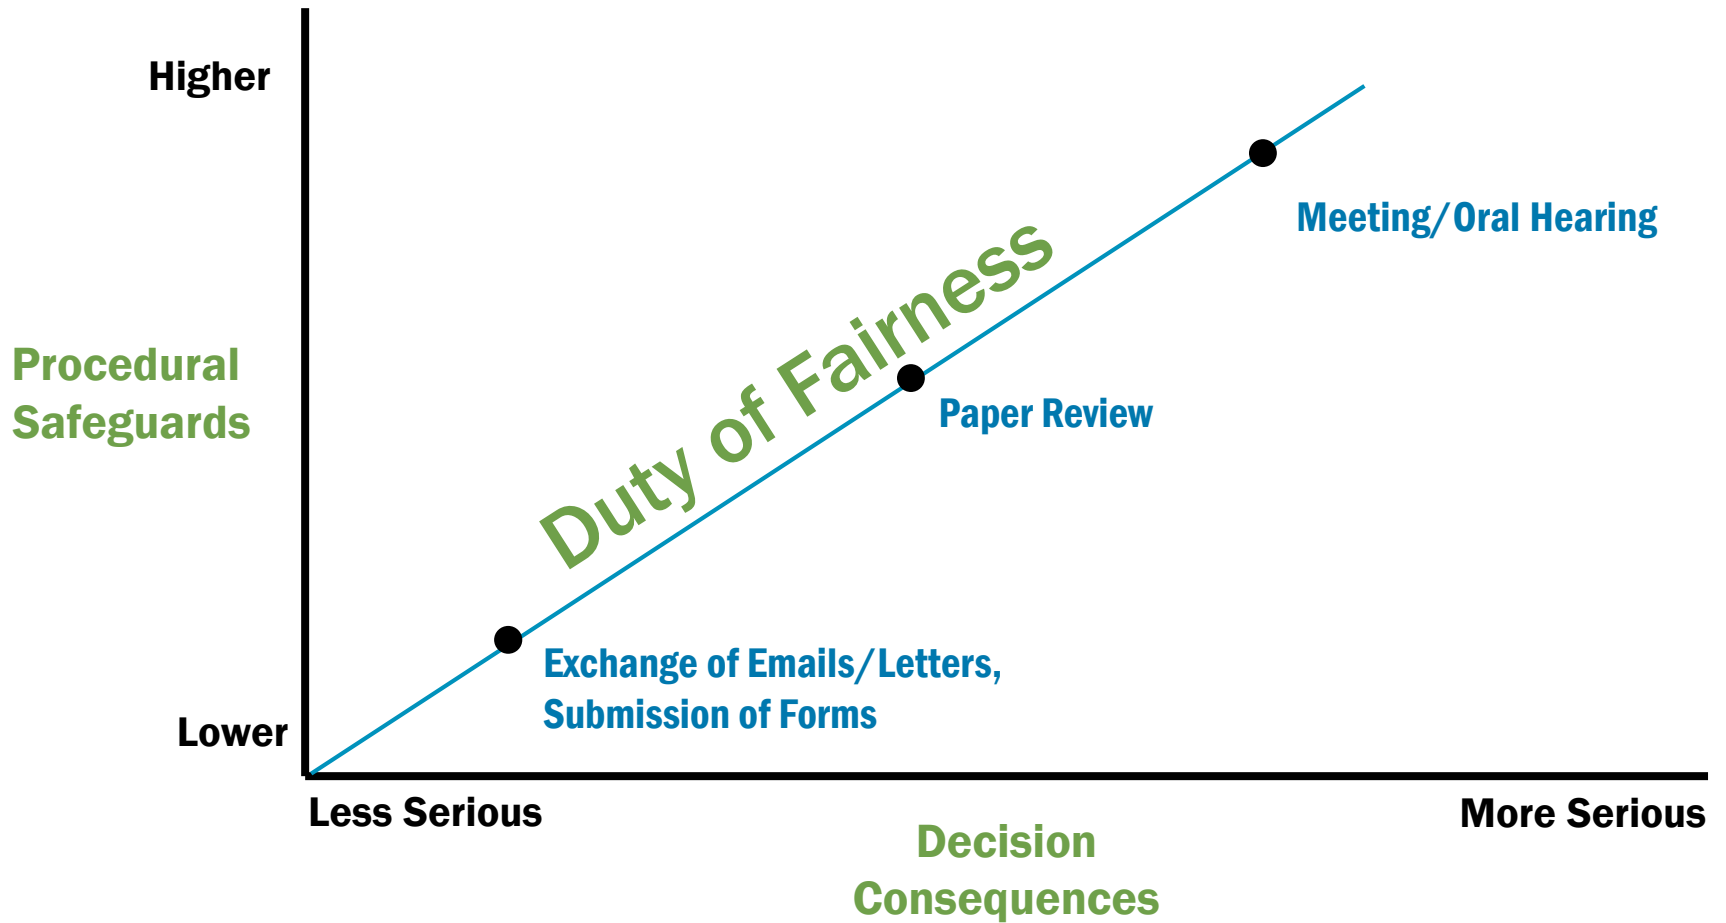 Higher
Meeting/Oral Hearing
Duty of Fairness
Procedural
Safeguards
Paper Review
Exchange of Emails/Letters,
Submission of Forms
Lower
Less Serious
More Serious
Decision
Consequences